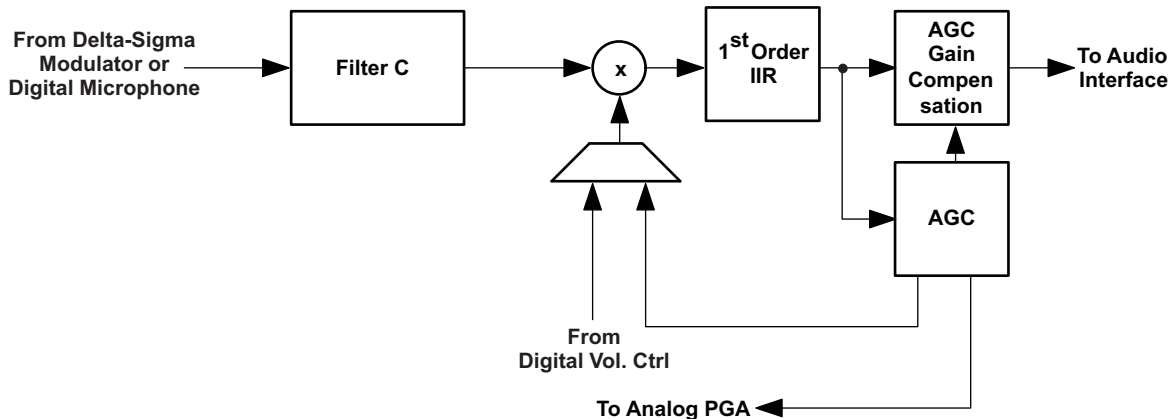 From Delta-Sigma
Modulator or
Digital Microphone
Filter C
x
1st Order
IIR
AGC
Gain
Compen
sation
To Audio
Interface
AGC
From
Digital Vol. Ctrl
To Analog PGA